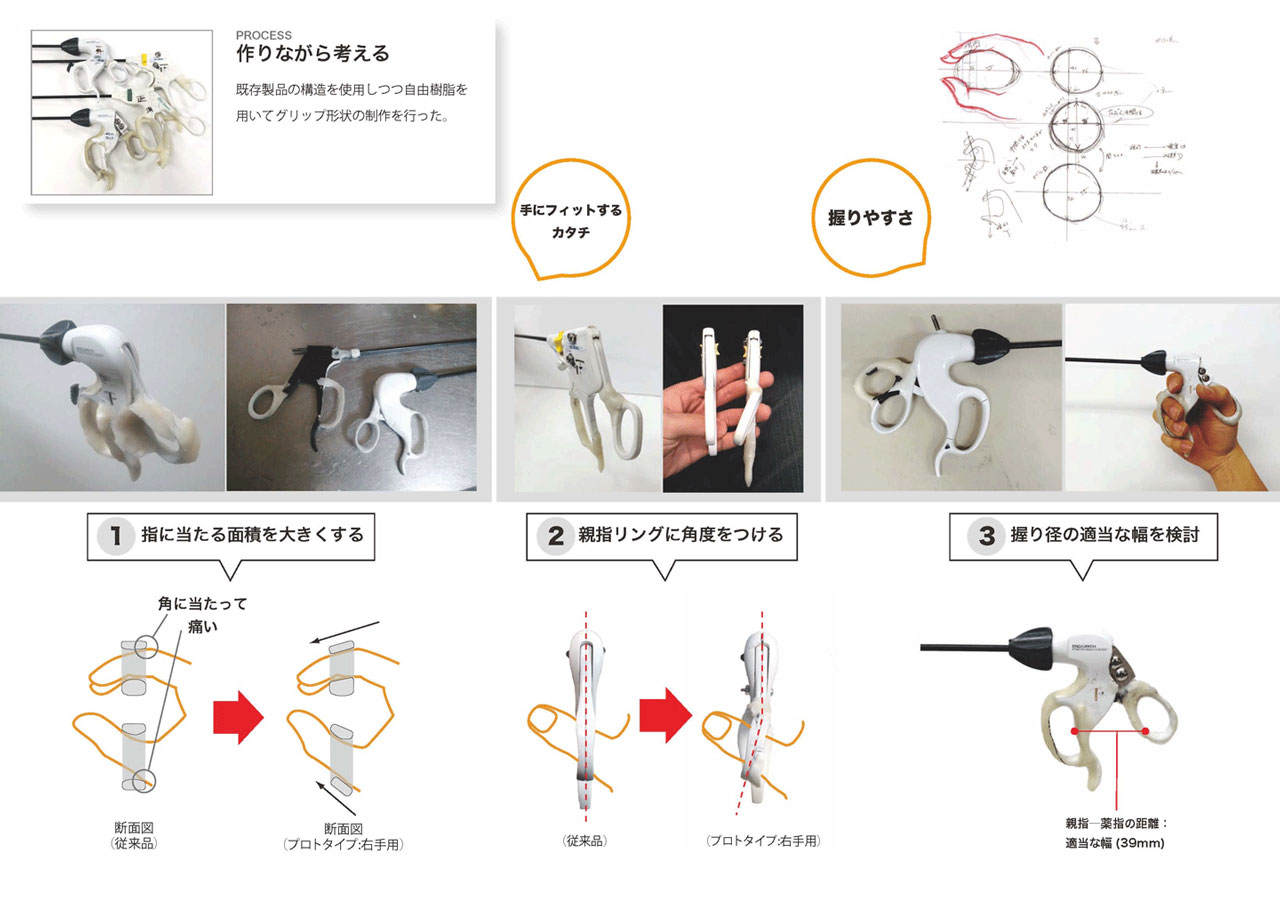 PROCESS
作りながら考える
既存製品の構造を使用しつつ自由樹脂を
用いてグリップ形状の制作を行った。
手にフィットする
カタチ
握りやすさ
1 指に当たる面積を大きくする
2 親指リングに角度をつける
3 握り径の適当な幅を検討
角に当たって
痛い
断面図
(従来品)
断面図
(プロトタイプ:右手用)
(従来品)
(プロトタイプ:右手用)
親指―薬指の距離：
適当な幅 (39mm)